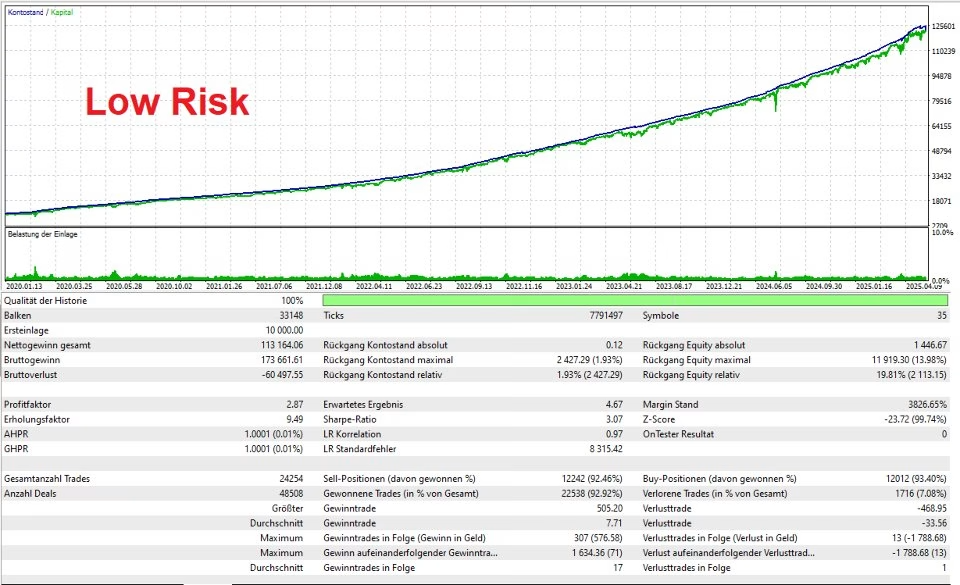 Kontostand / Kapital
125601
110239
94878
Low Risk
79516
64155
48794
33432
18071
2709
Belastung der Einlage
10.0%
0.0%
2020.01.13 2020.03.25 2020.05.28 2020.10.02 2021.01.26 2021.07.06 2021.12.08 2022.04.11 2022.06.23 2022.09.13 2022.11.16 2023.01.24 2023.04.21 2023.08.17 2023.12.21 2024.06.05 2024.09.30 2025.01.16 2025.04.09
Qualität der Historie 100%
Balken 33148 Ticks 7791497 Symbole 35
Ersteinlage 10 000.00
Nettogewinn gesamt 113 164.06 Rückgang Kontostand absolut 0.12 Rückgang Equity absolut 1 446.67
Bruttogewinn 173 661.61 Rückgang Kontostand maximal 2 427.29 (1.93%) Rückgang Equity maximal 11 919.30 (13.98%)
Bruttoverlust -60 497.55 Rückgang Kontostand relativ 1.93% (2 427.29) Rückgang Equity relativ 19.81% (2 113.15)
Profitfaktor 2.87 Erwartetes Ergebnis 4.67 Margin Stand 3826.65%
Erholungsfaktor 9.49 Sharpe-Ratio 3.07 Z-Score -23.72 (99.74%)
AHPR 1.0001 (0.01%) LR Korrelation 0.97 OnTester Resultat 0
GHPR 1.0001 (0.01%) LR Standardfehler 8 315.42
Gesamtanzahl Trades 24254 Sell-Positionen (davon gewonnen %) 12242 (92.46%) Buy-Positionen (davon gewonnen %) 12012 (93.40%)
Anzahl Deals 48508 Gewonnene Trades (in % von Gesamt) 22538 (92.92%) Verlorene Trades (in % von Gesamt) 1716 (7.08%)
Größter Gewinntrade 505.20 Verlusttrade -468.95
Durchschnitt Gewinntrade 7.71 Verlusttrade -33.56
Maximum Gewinntrades in Folge (Gewinn in Geld) 307 (576.58) Verlusttrades in Folge (Verlust in Geld) 13 (-1 788.68)
Maximum Gewinn aufeinanderfolgender Gewinntra... 1 634.36 (71) Verlust aufeinanderfolgender Verlusttrad... -1 788.68 (13)
Durchschnitt Gewinntrades in Folge 17 Verlusttrades in Folge 1